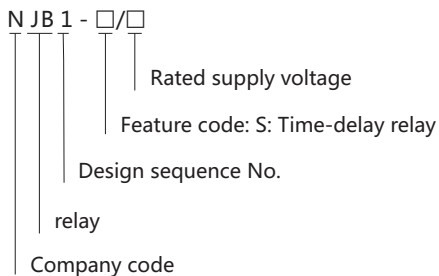 N JB 1 - □/□
Rated supply voltage
Feature code: S: Time-delay relay
Design sequence No.
relay
Company code